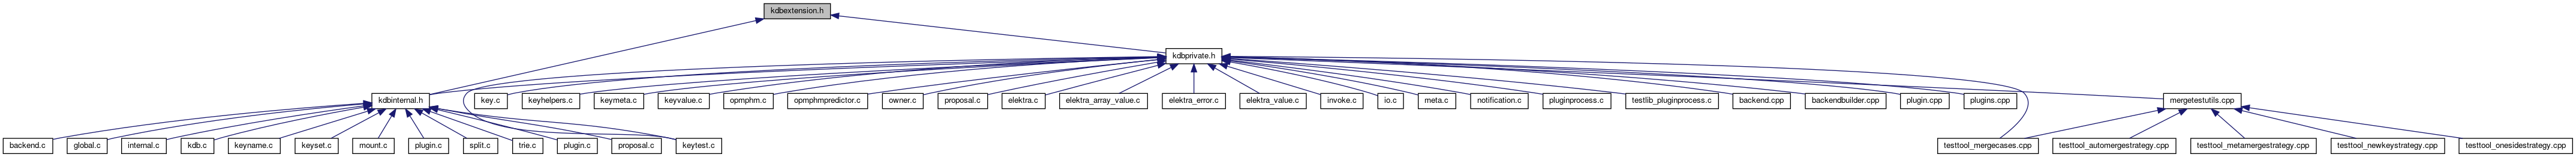 kdbextension.h
kdbprivate.h
kdbinternal.h
key.c
keyhelpers.c
keymeta.c
keyvalue.c
opmphm.c
opmphmpredictor.c
owner.c
proposal.c
elektra.c
elektra_array_value.c
elektra_error.c
elektra_value.c
invoke.c
io.c
meta.c
notification.c
pluginprocess.c
testlib_pluginprocess.c
backend.cpp
backendbuilder.cpp
plugin.cpp
plugins.cpp
mergetestutils.cpp
backend.c
global.c
internal.c
kdb.c
keyname.c
keyset.c
mount.c
plugin.c
split.c
trie.c
plugin.c
proposal.c
keytest.c
testtool_mergecases.cpp
testtool_automergestrategy.cpp
testtool_metamergestrategy.cpp
testtool_newkeystrategy.cpp
testtool_onesidestrategy.cpp